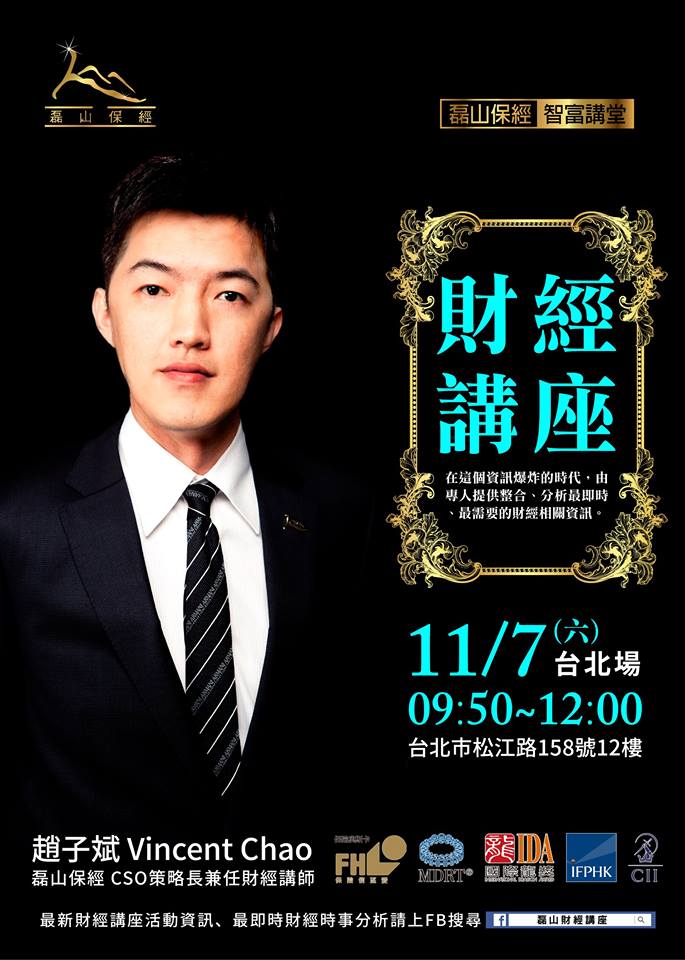 磊山保經
磊山保經 智富講堂
財經
講座
在這個資訊爆炸的時代，由
專人提供整合、分析最即時
、最需要的財經相關資訊。
11/7(六)
台北場
09:50~12:00
台北市松江路158號12樓
趙子斌 Vincent Chao
磊山保經 CSO策略長兼任財經講師
FH
MDRT®
龍 IDA
國際龍獎
INTERNATIONAL DRAGON AWARD
IFPHK
CII
最新財經講座活動資訊、最即時財經時事分析請上FB搜尋 f 磊山財經講座